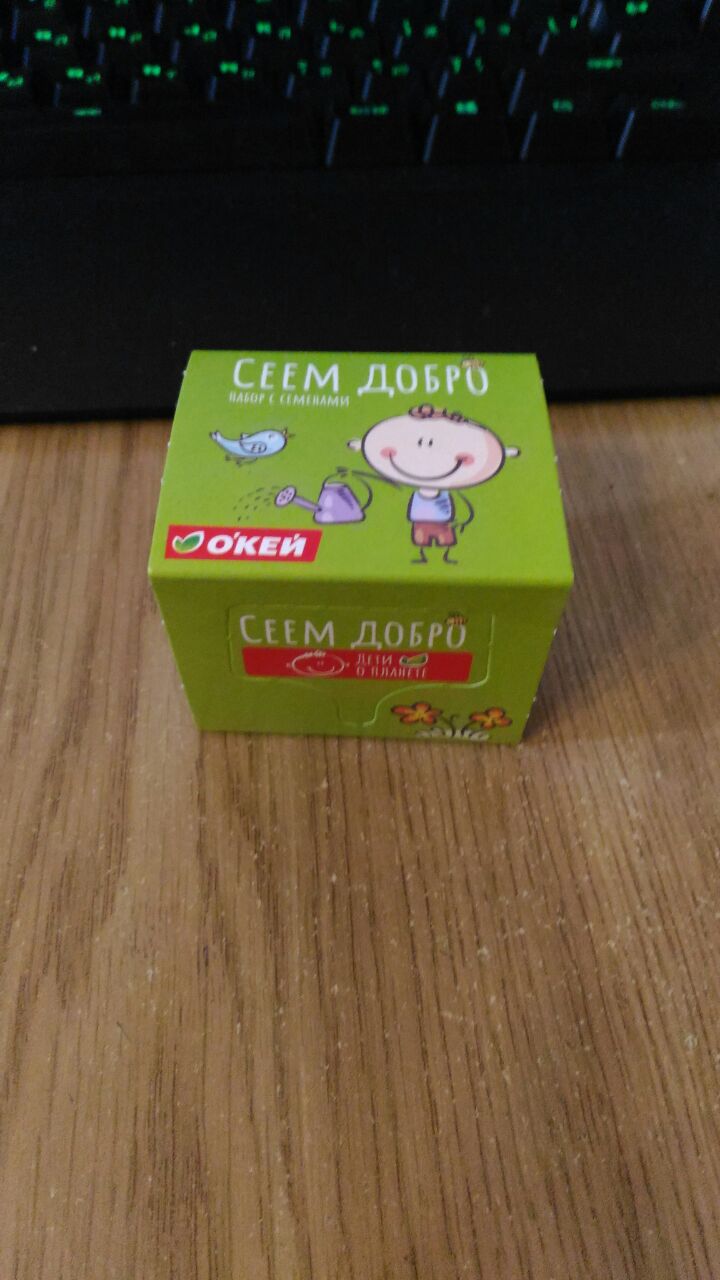 СЕЕМ ДОБРО
НАБОР С СЕМЕНАМИ
О'КЕЙ
СЕЕМ ДОБРО
ДЕТИ
О ПЛАНЕТЕ